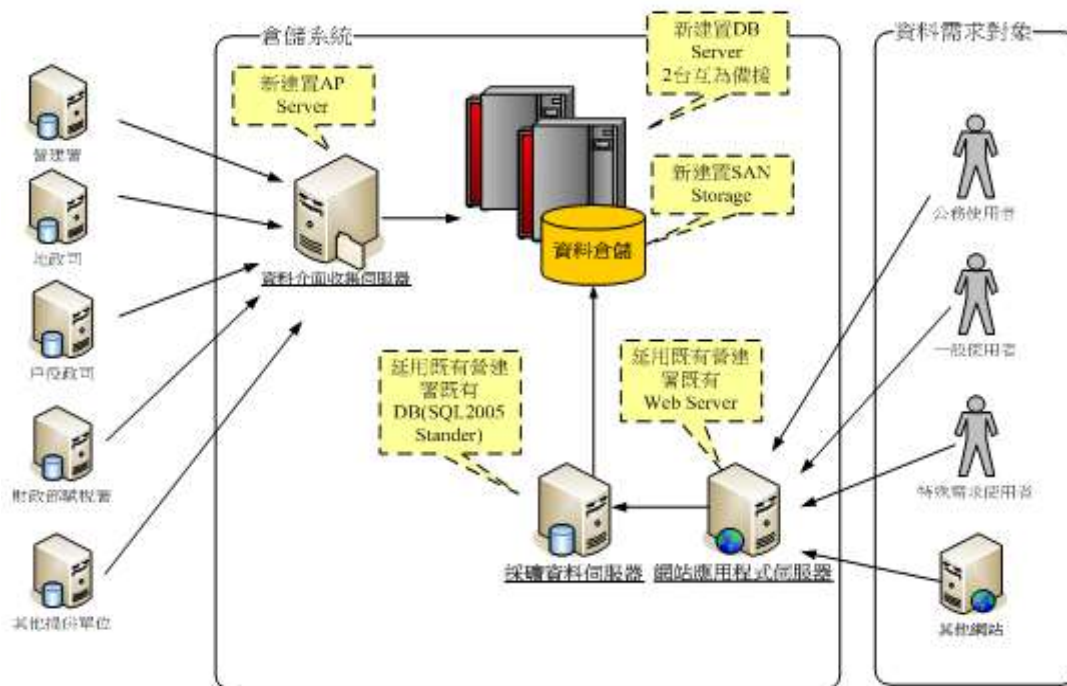 倉儲系統
資料需求對象
新建置DB
Server
2台互為備援
新建置AP
Server
新建置SAN
Storage
營建署
地政司
戶役政司
財政部賦稅署
其他提供單位
資料介面收集伺服器
資料倉儲
延用既有營建
署既有
DB(SQL2005
Stander)
延用既有營建
署既有
Web Server
採礦資料伺服器
網站應用程式伺服器
公務使用者
一般使用者
特殊需求使用者
其他網站